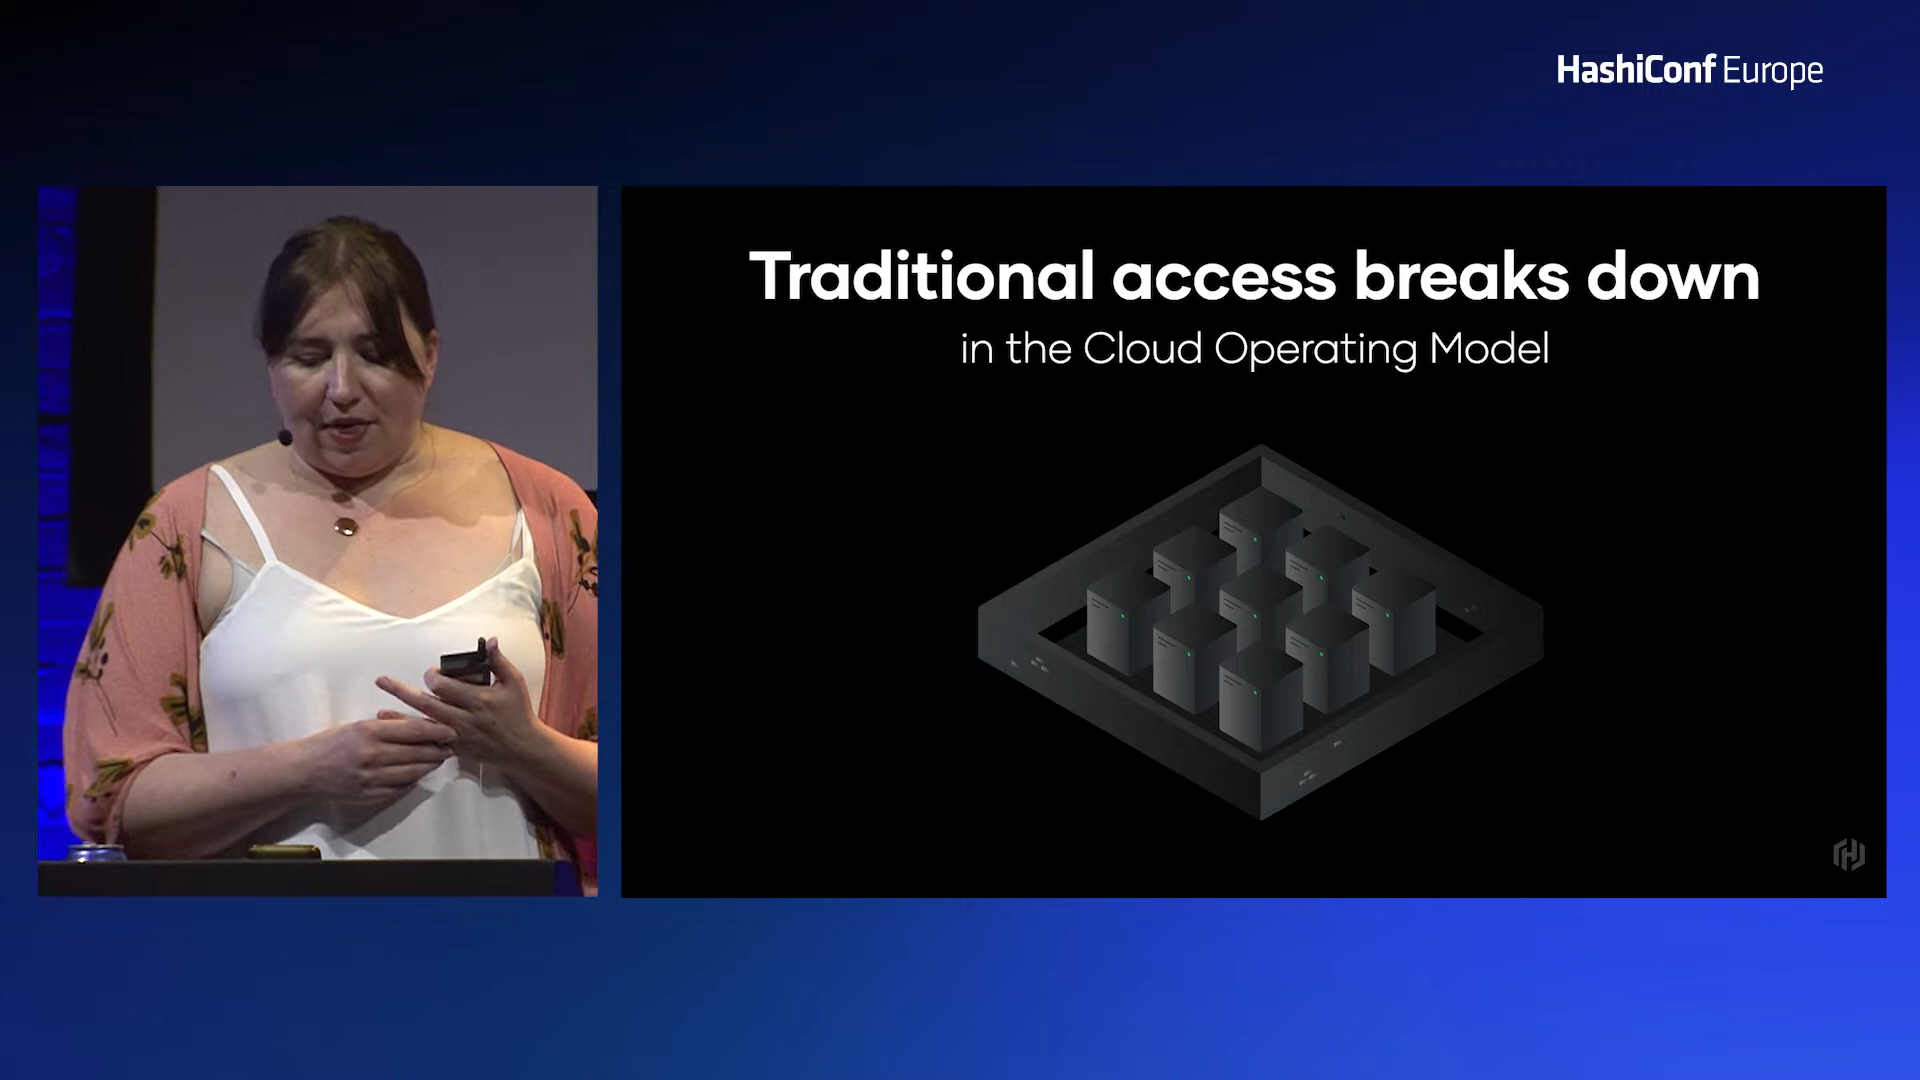 HashiConf Europe
Traditional access breaks down
in the Cloud Operating Model